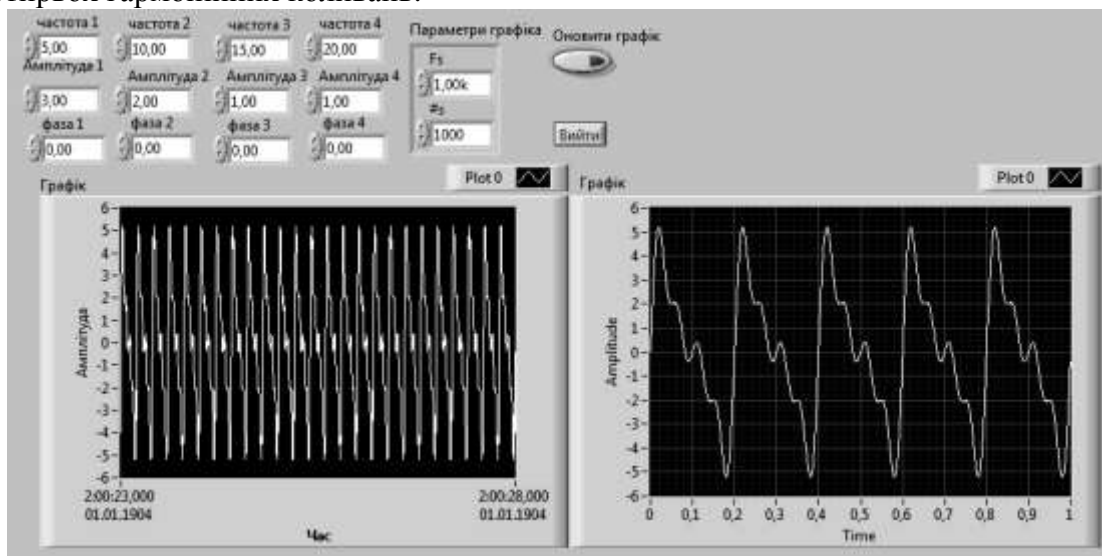 гармонійних коливань.
частота 1 частота 2 частота 3 частота 4
5,00 10,00 15,00 20,00
Амплітуда 1 Амплітуда 2 Амплітуда 3 Амплітуда 4
3,00 2,00 1,00 1,00
фаза 1 фаза 2 фаза 3 фаза 4
0,00 0,00 0,00 0,00
Параметри графіка
Fs
1,00k
#s
1000
Оновити графік
Вийти
Графік
Plot 0
6
5
4
3
2
1
0
-1
-2
-3
-4
-5
-6
Амплітуда
2:00:23,000 2:00:28,000
01.01.1904 01.01.1904
Час
Графік
Plot 0
6
5
4
3
2
1
0
-1
-2
-3
-4
-5
-6
Amplitude
0 0,1 0,2 0,3 0,4 0,5 0,6 0,7 0,8 0,9 1
Time